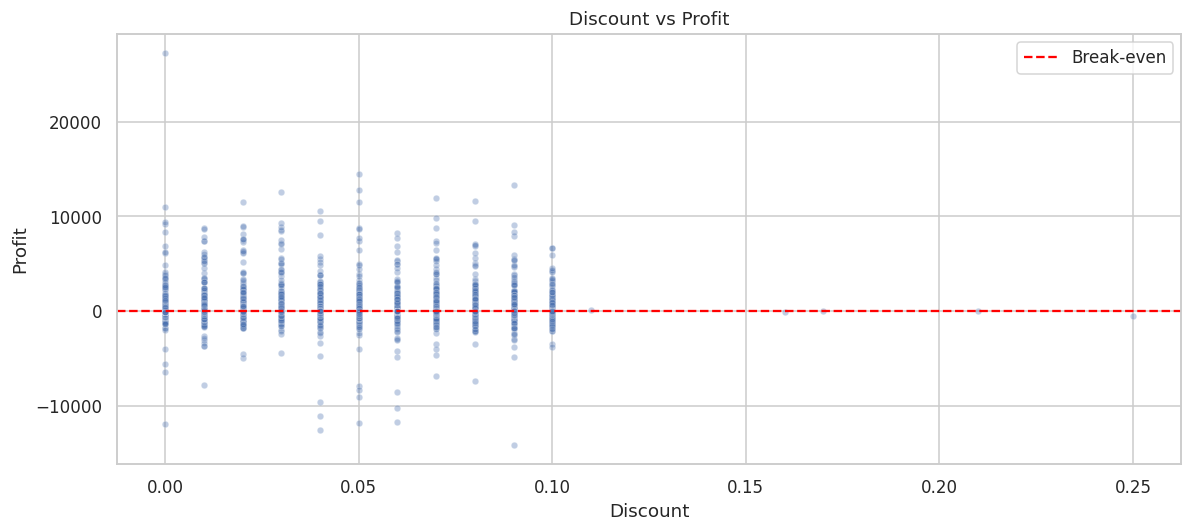 Discount vs Profit
Break-even
20000
10000
0
−10000
Profit
0.00 0.05 0.10 0.15 0.20 0.25
Discount